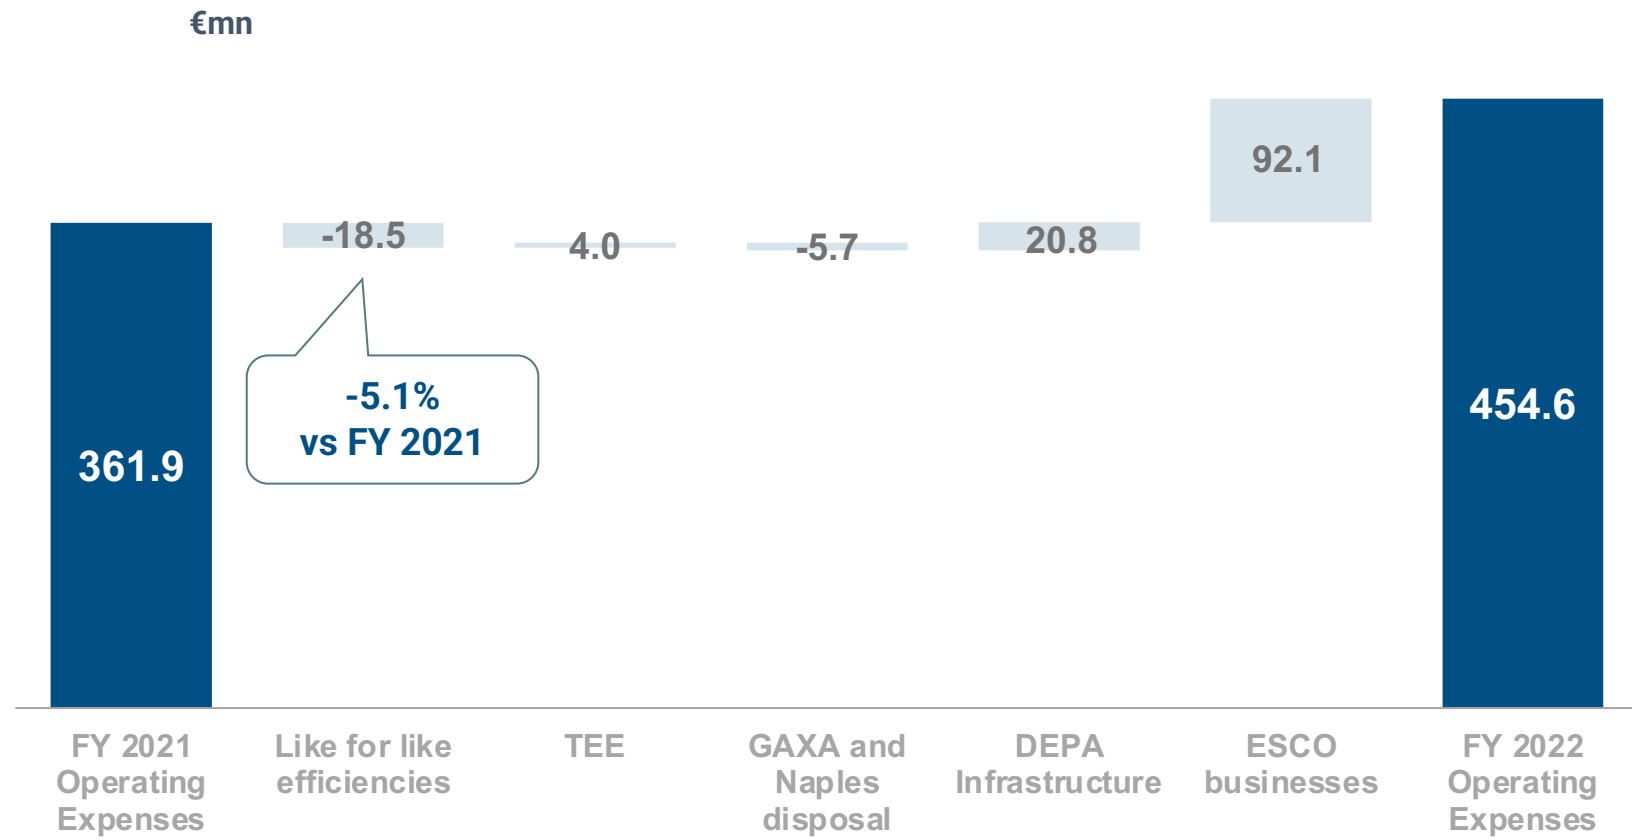 €mn
92.1
-18.5
4.0
-5.7
20.8
-5.1%
vs FY 2021
361.9
454.6
FY 2021
Operating
Expenses
Like for like
efficiencies
TEE
GAXA and
Naples
disposal
DEPA
Infrastructure
ESCO
businesses
FY 2022
Operating
Expenses